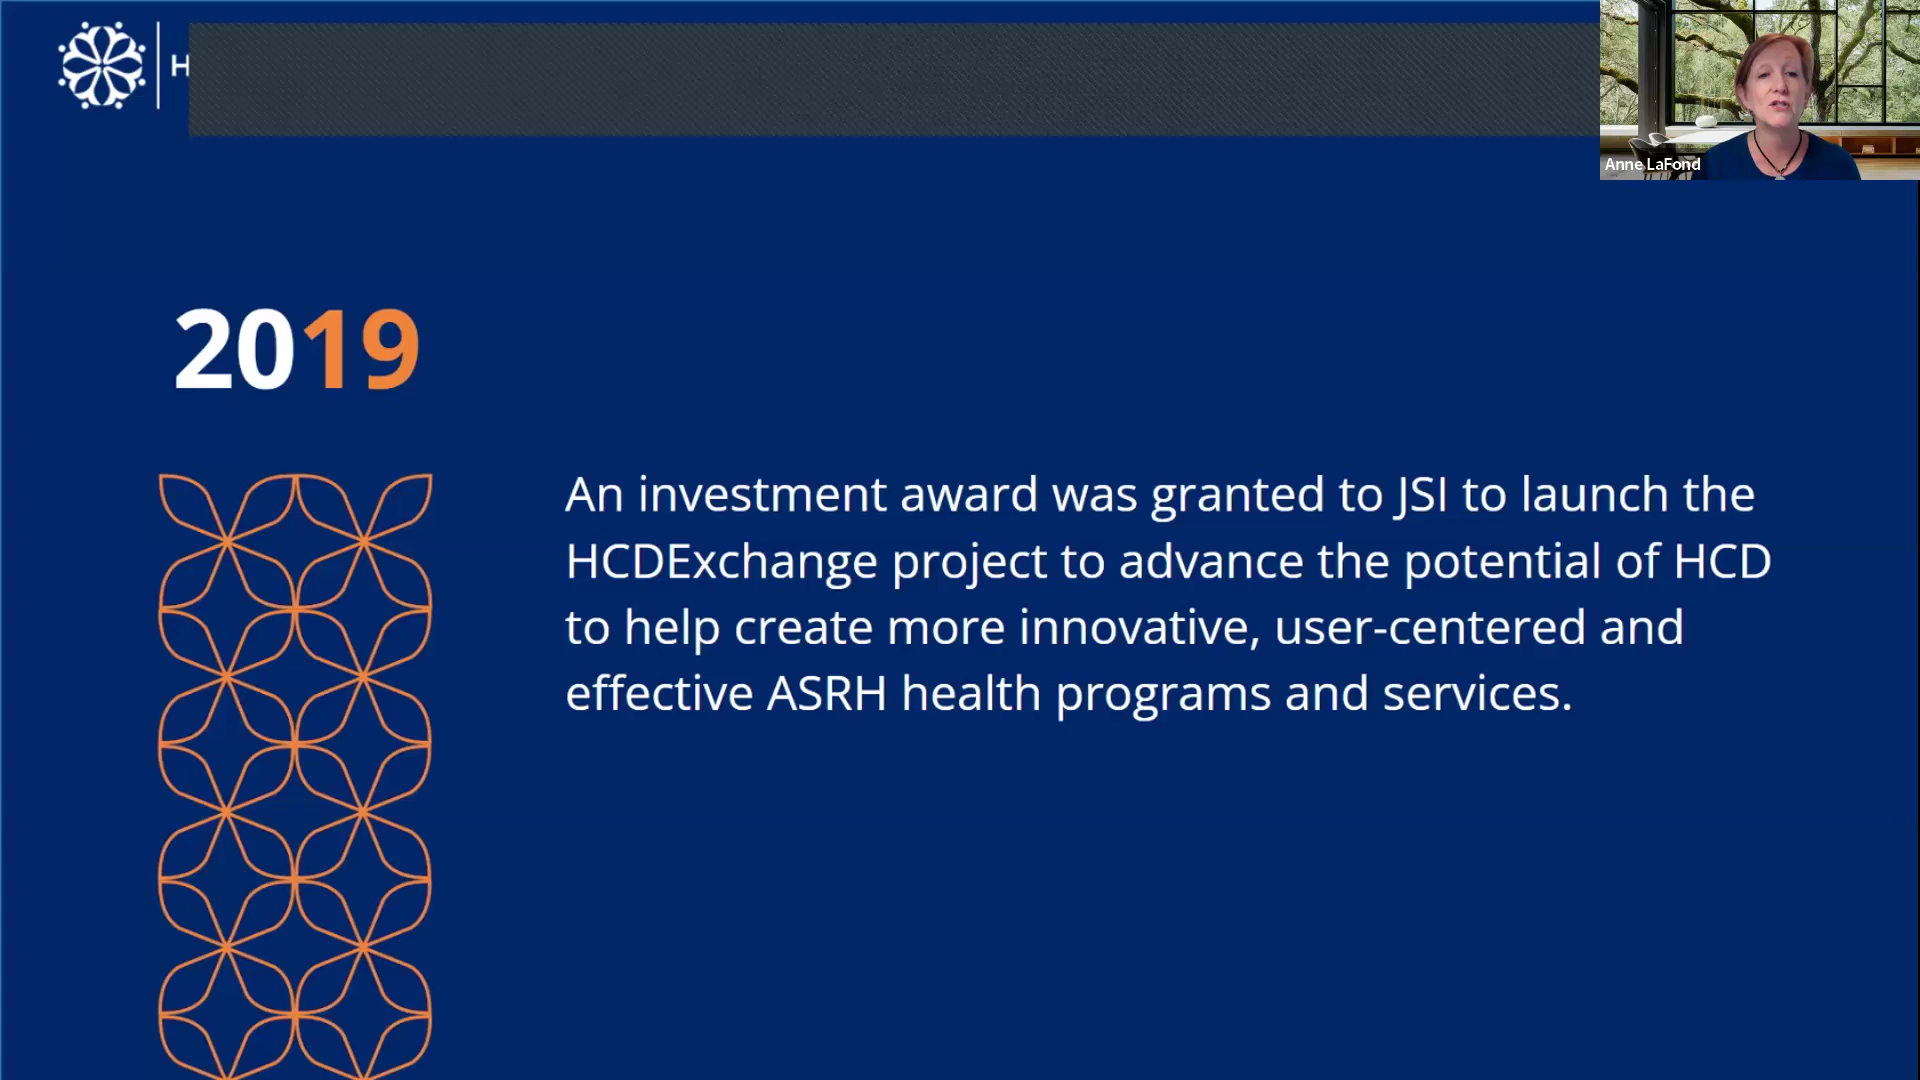 H
Anne LaFond
2019
An investment award was granted to JSI to launch the
HCDExchange project to advance the potential of HCD
to help create more innovative, user-centered and
effective ASRH health programs and services.